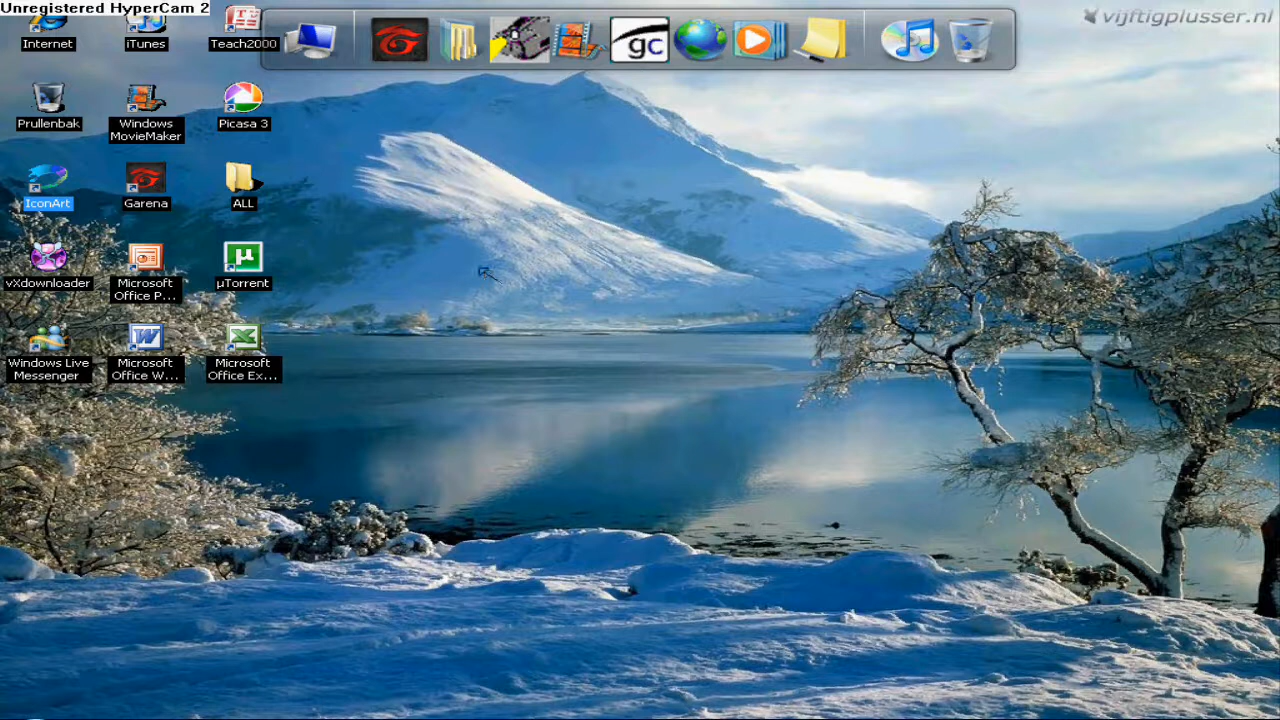 Unregistered HyperCam 2
vijftigplusser.nl
Internet
iTunes
Teach2000
gc
Prullenbak
Windows
MovieMaker
Picasa 3
IconArt
Garena
ALL
vXdownloader
Microsoft
Office P...
µTorrent
Windows Live
Messenger
Microsoft
Office W...
Microsoft
Office Ex...